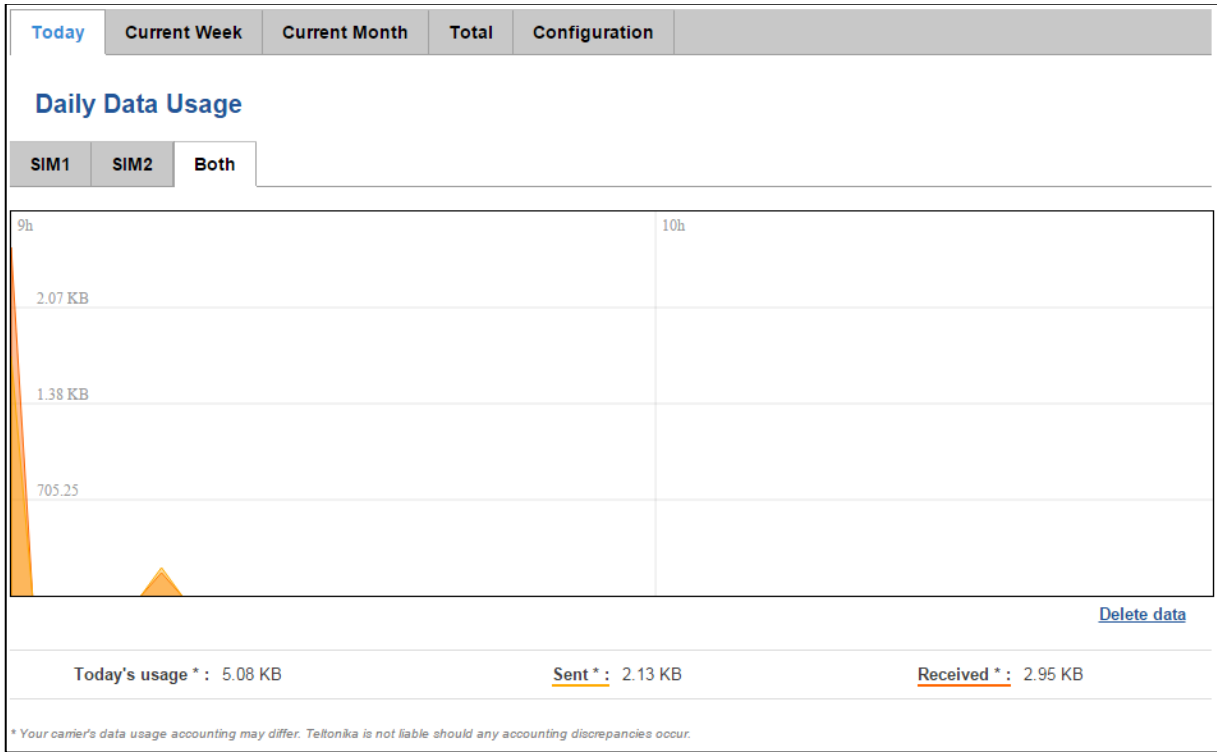 Today Current Week Current Month Total Configuration
Daily Data Usage
SIM1 SIM2 Both
9h 10h
2.07 KB
1.38 KB
705.25
Delete data
Today's usage * : 5.08 KB Sent * : 2.13 KB Received * : 2.95 KB
* Your carrier's data usage accounting may differ. Teltonika is not liable should any accounting discrepancies occur.